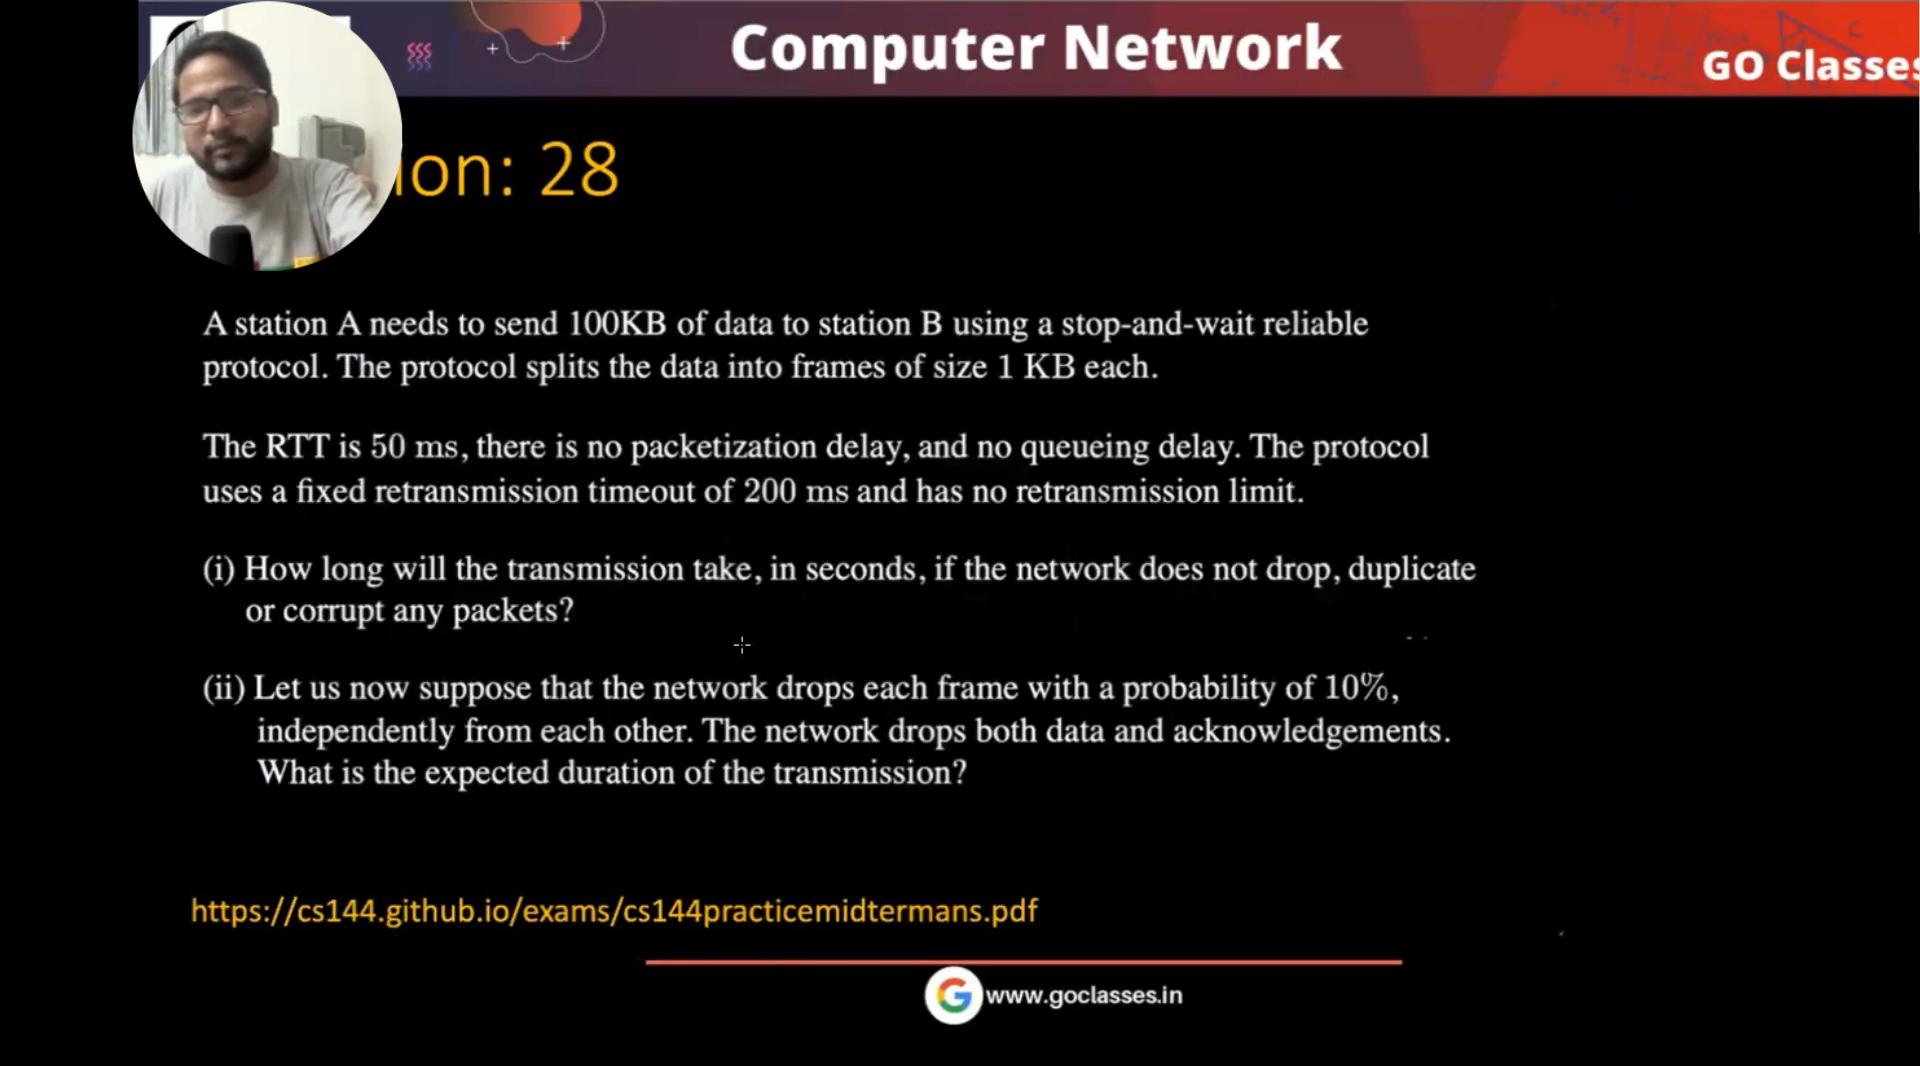 Computer Network
GO Classes
ion: 28
A station A needs to send 100KB of data to station B using a stop-and-wait reliable
protocol. The protocol splits the data into frames of size 1 KB each.
The RTT is 50 ms, there is no packetization delay, and no queueing delay. The protocol
uses a fixed retransmission timeout of 200 ms and has no retransmission limit.
(i) How long will the transmission take, in seconds, if the network does not drop, duplicate
or corrupt any packets?
(ii) Let us now suppose that the network drops each frame with a probability of 10%,
independently from each other. The network drops both data and acknowledgements.
What is the expected duration of the transmission?
https://cs144.github.io/exams/cs144practicemidtermans.pdf
www.goclasses.in